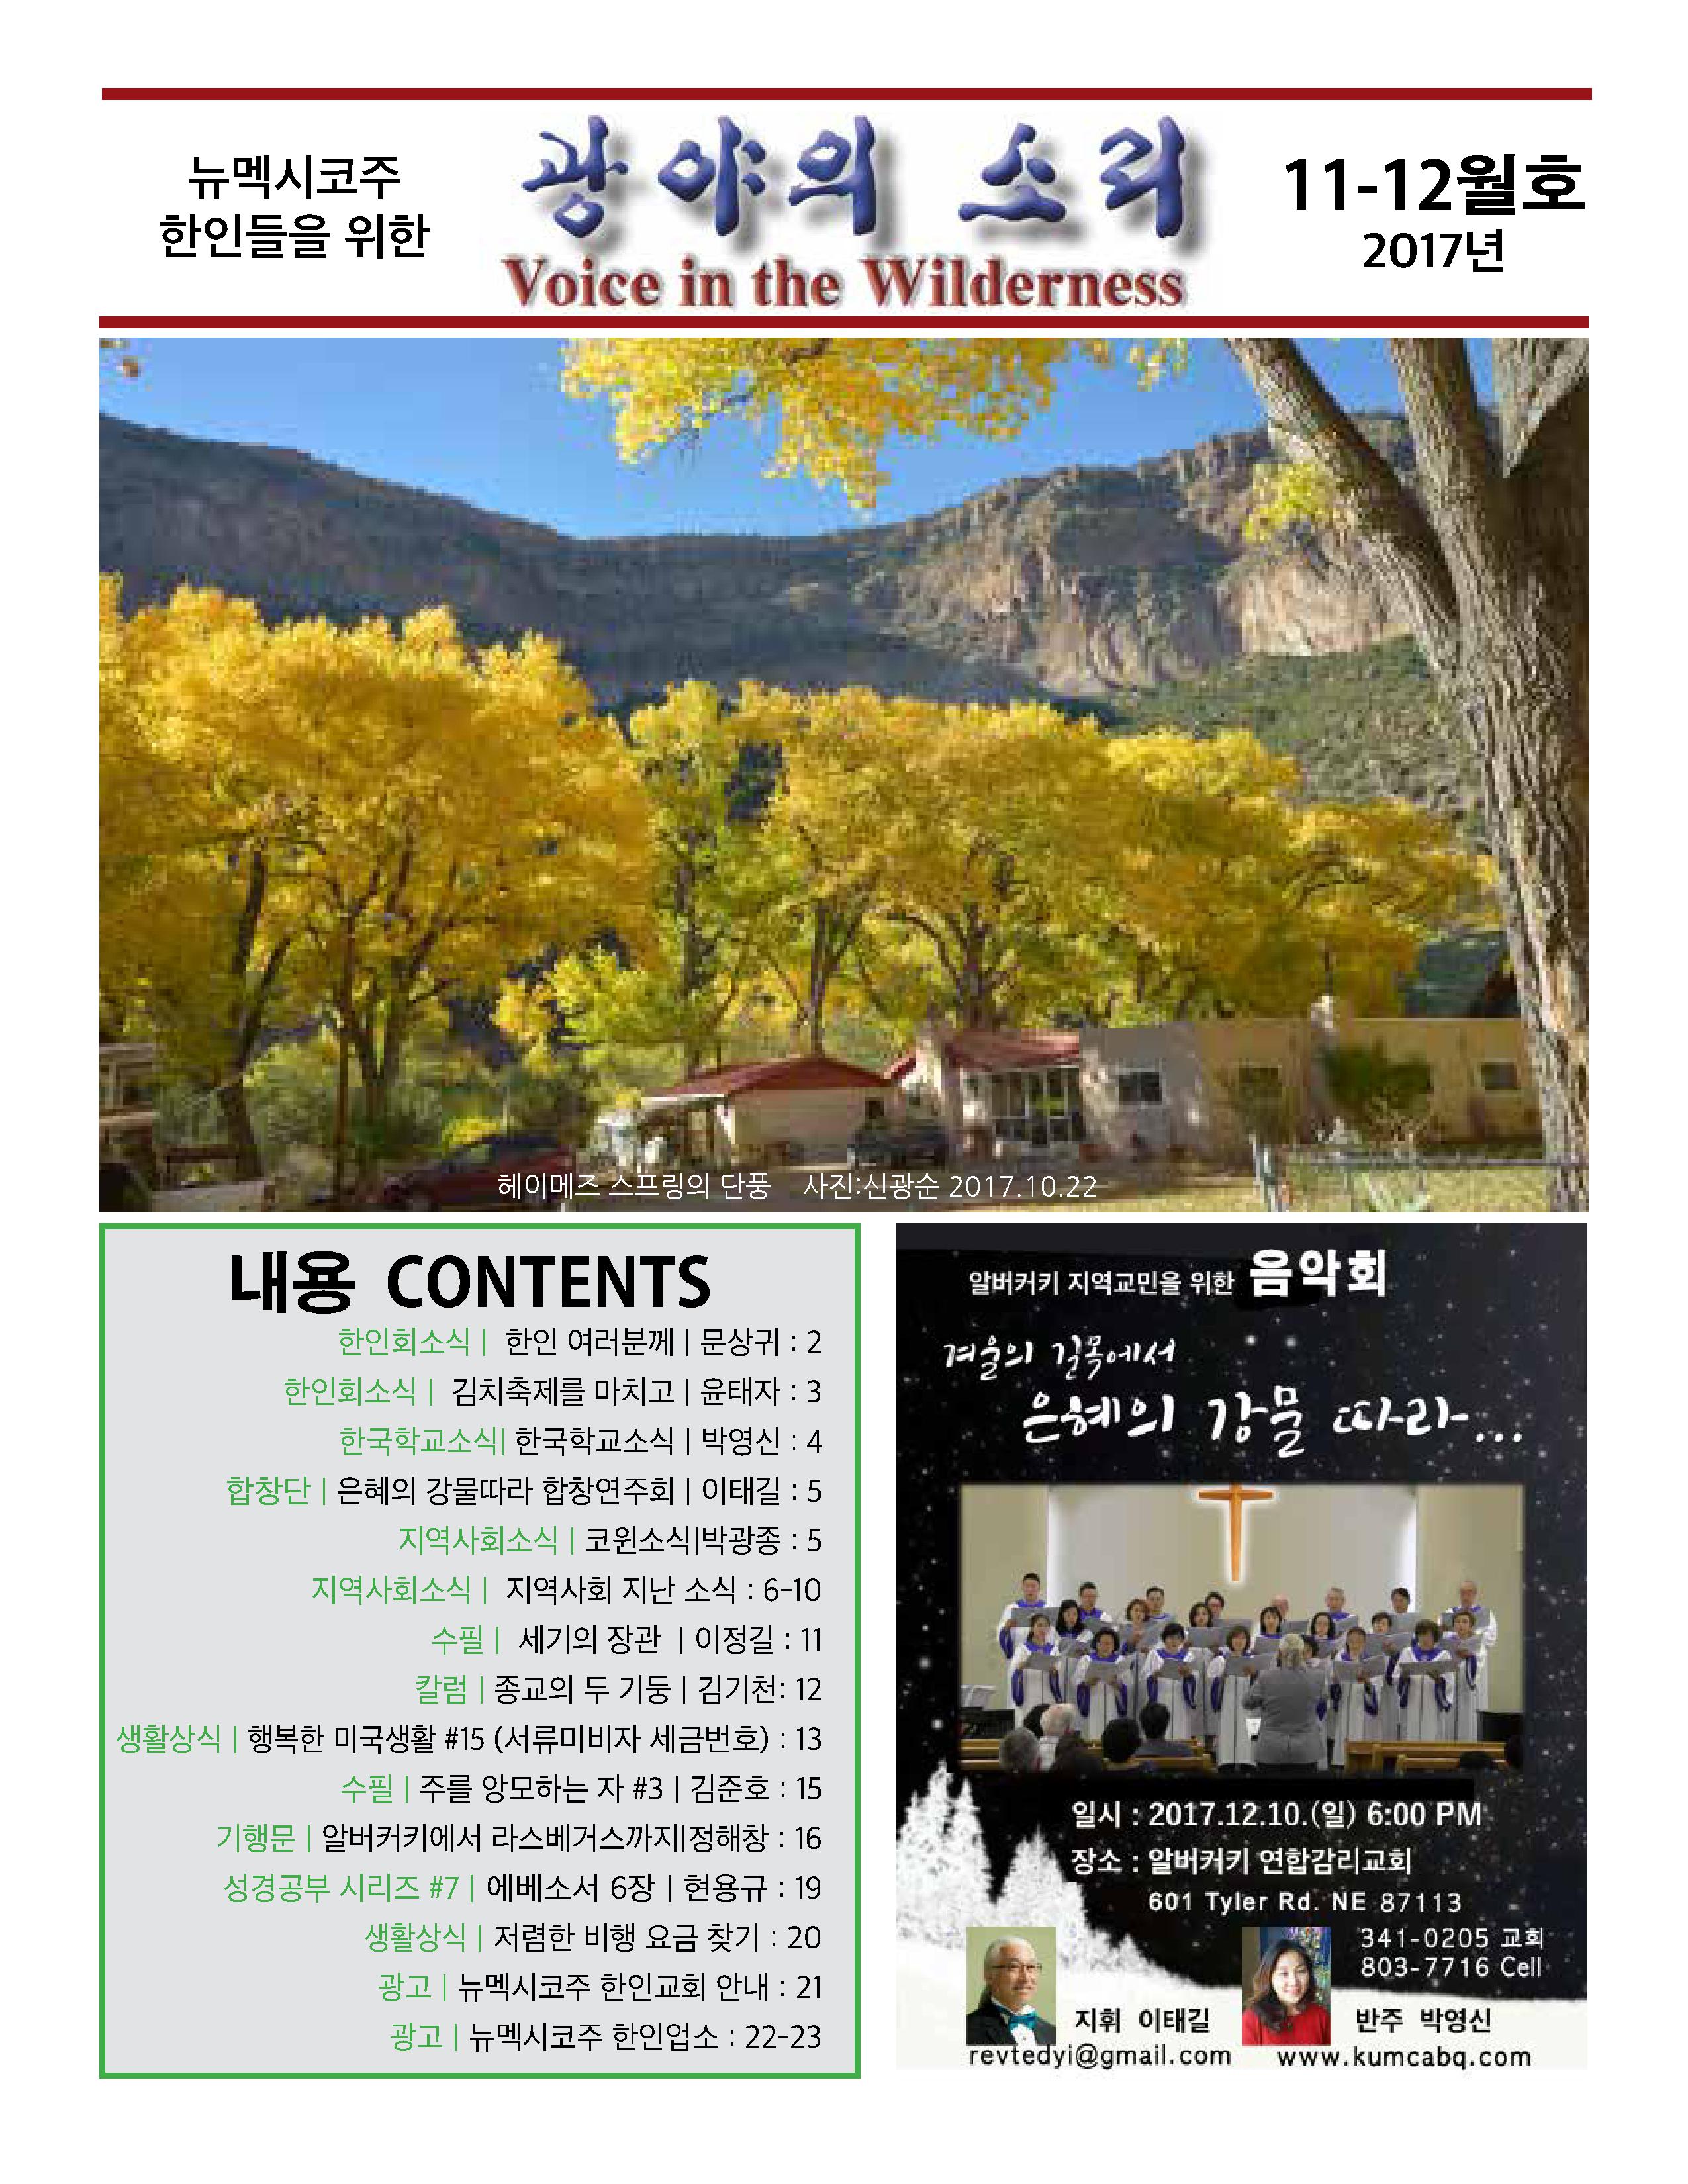 뉴멕시코주
한인들을 위한
광야의 소리
Voice in the Wilderness
11-12월호
2017년
헤이메즈 스프링의 단풍 사진:신광순 2017.10.22
내용 CONTENTS
한인회소식 | 한인 여러분께 | 문상귀 : 2
한인회소식 | 김치축제를 마치고 | 윤태자 : 3
한국학교소식| 한국학교소식 | 박영신 : 4
합창단 | 은혜의 강물따라 합창연주회 | 이태길 : 5
지역사회소식 | 코윈소식|박광종 : 5
지역사회소식 | 지역사회 지난 소식 : 6-10
수필 | 세기의 장관 | 이정길 : 11
칼럼 | 종교의 두 기둥 | 김기천: 12
생활상식 | 행복한 미국생활 #15 (서류미비자 세금번호) : 13
수필 | 주를 앙모하는 자 #3 | 김준호 : 15
기행문 | 알버커키에서 라스베거스까지|정해창 : 16
성경공부 시리즈 #7 | 에베소서 6장 | 현용규 : 19
생활상식 | 저렴한 비행 요금 찾기 : 20
광고 | 뉴멕시코주 한인교회 안내 : 21
광고 | 뉴멕시코주 한인업소 : 22-23
알버커키 지역교민을 위한 음악회
겨울의 길목에서
은혜의 강물 따라...
일시 : 2017.12.10.(일) 6:00 PM
장소 : 알버커키 연합감리교회
601 Tyler Rd. NE 87113
341-0205 교회
803-7716 Cell
지휘 이태길
반주 박영신
revtedyi@gmail.com
www.kumcabq.com